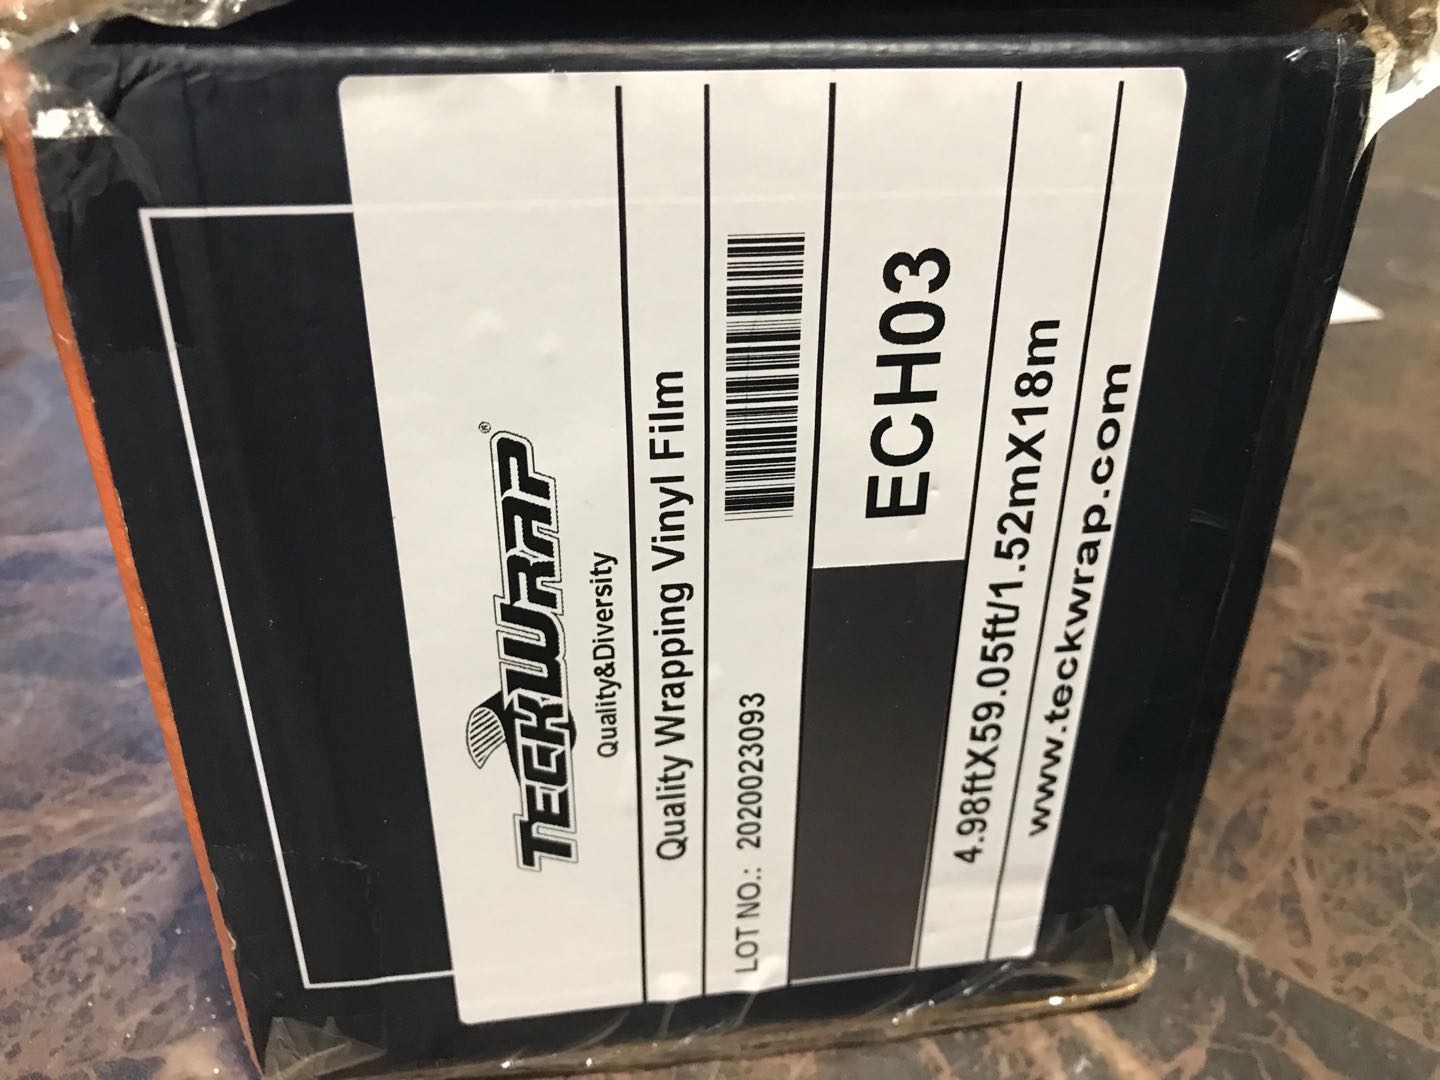 TECKWRAP®
Quality&Diversity
Quality Wrapping Vinyl Film
LOT NO.: 2020023093
ECH03
4.98ftX59.05ft/1.52mX18m
www.teckwrap.com